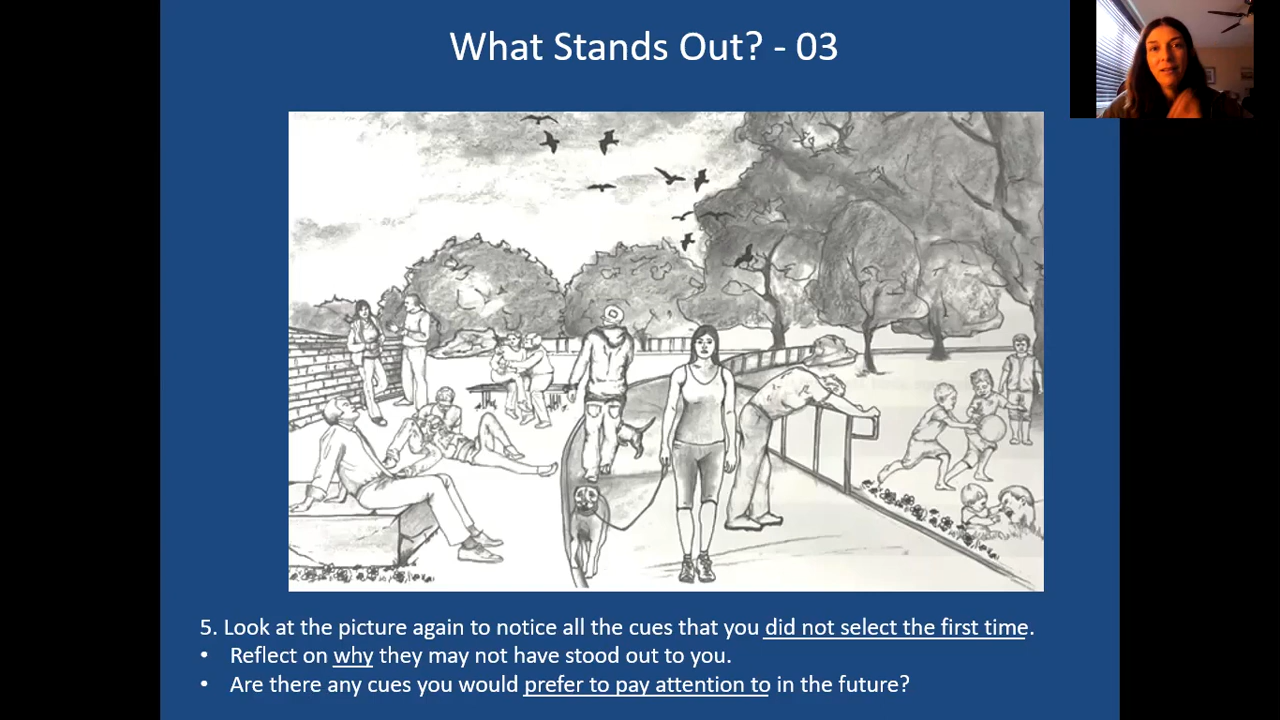 What Stands Out? - 03
5. Look at the picture again to notice all the cues that you did not select the first time.
• Reflect on why they may not have stood out to you.
• Are there any cues you would prefer to pay attention to in the future?